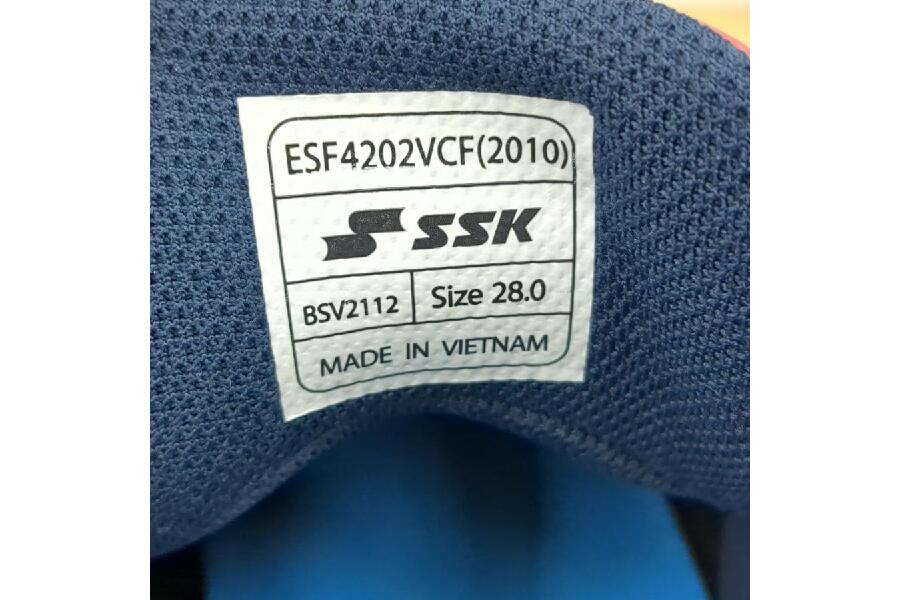 ESF4202VCF(2010)
SSK
BSV2112 Size 28.0
MADE IN VIETNAM